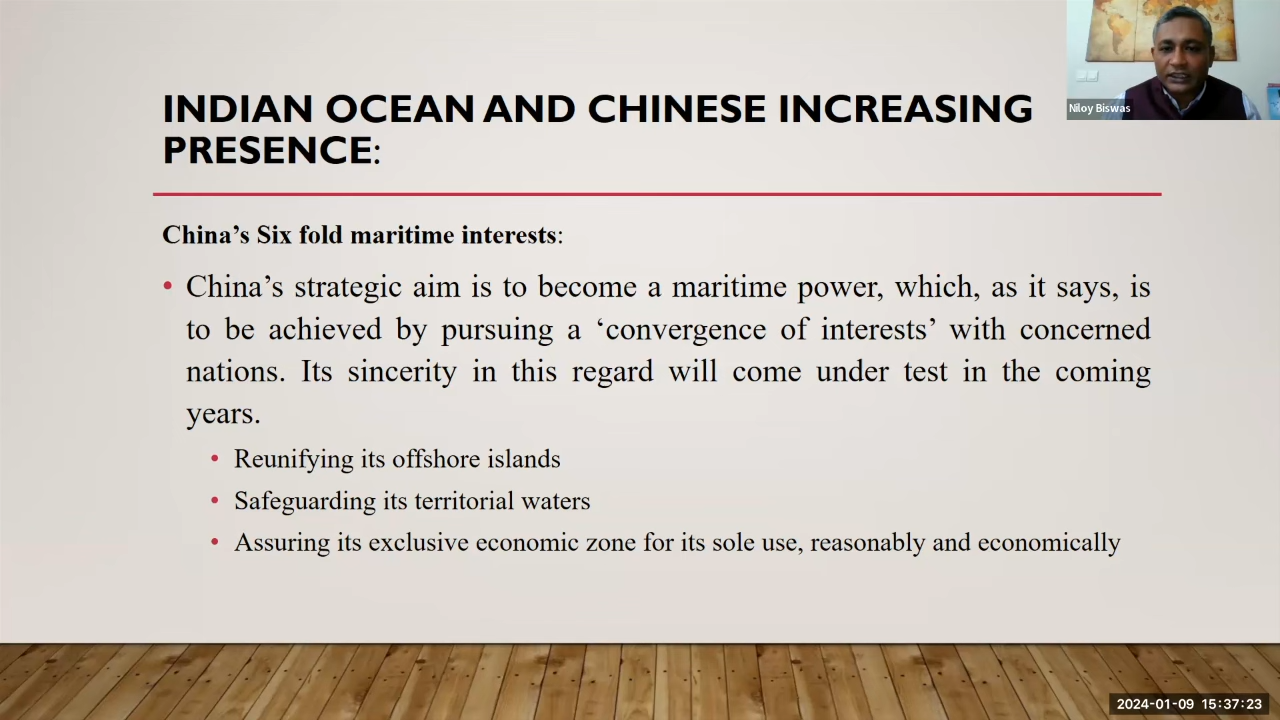 INDIAN OCEAN AND CHINESE INCREASING
PRESENCE:
Niloy Biswas
China’s Six fold maritime interests:
• China’s strategic aim is to become a maritime power, which, as it says, is
to be achieved by pursuing a ‘convergence of interests’ with concerned
nations. Its sincerity in this regard will come under test in the coming
years.
• Reunifying its offshore islands
• Safeguarding its territorial waters
• Assuring its exclusive economic zone for its sole use, reasonably and economically
2024-01-09 15:37:23